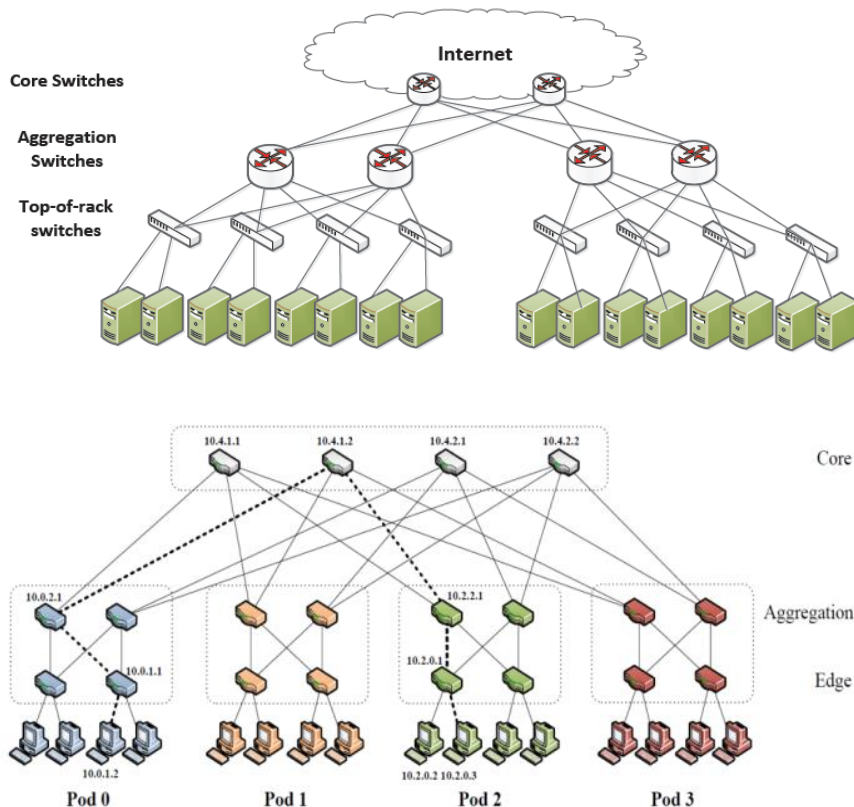 Internet
Core Switches
Aggregation
Switches
Top-of-rack
switches
10.4.1.1 10.4.1.2 10.4.2.1 10.4.2.2
Core
10.0.2.1 10.2.2.1
Aggregation
10.0.1.1 10.2.0.1
Edge
10.0.1.2 10.2.0.2 10.2.0.3
Pod 0 Pod 1 Pod 2 Pod 3